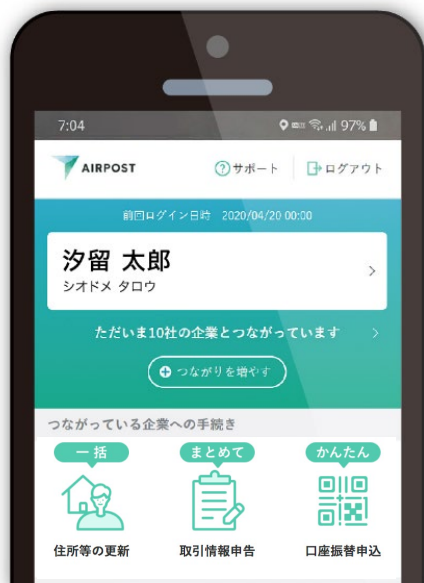 7:04
97%
AIRPOST
サポート
ログアウト
前回ログイン日時 2020/04/20 00:00
汐留 太郎
シオドメ タロウ
ただいま10社の企業とつながっています
つながりを増やす
つながっている企業への手続き
一括
まとめて
かんたん
住所等の更新
取引情報申告
口座振替申込